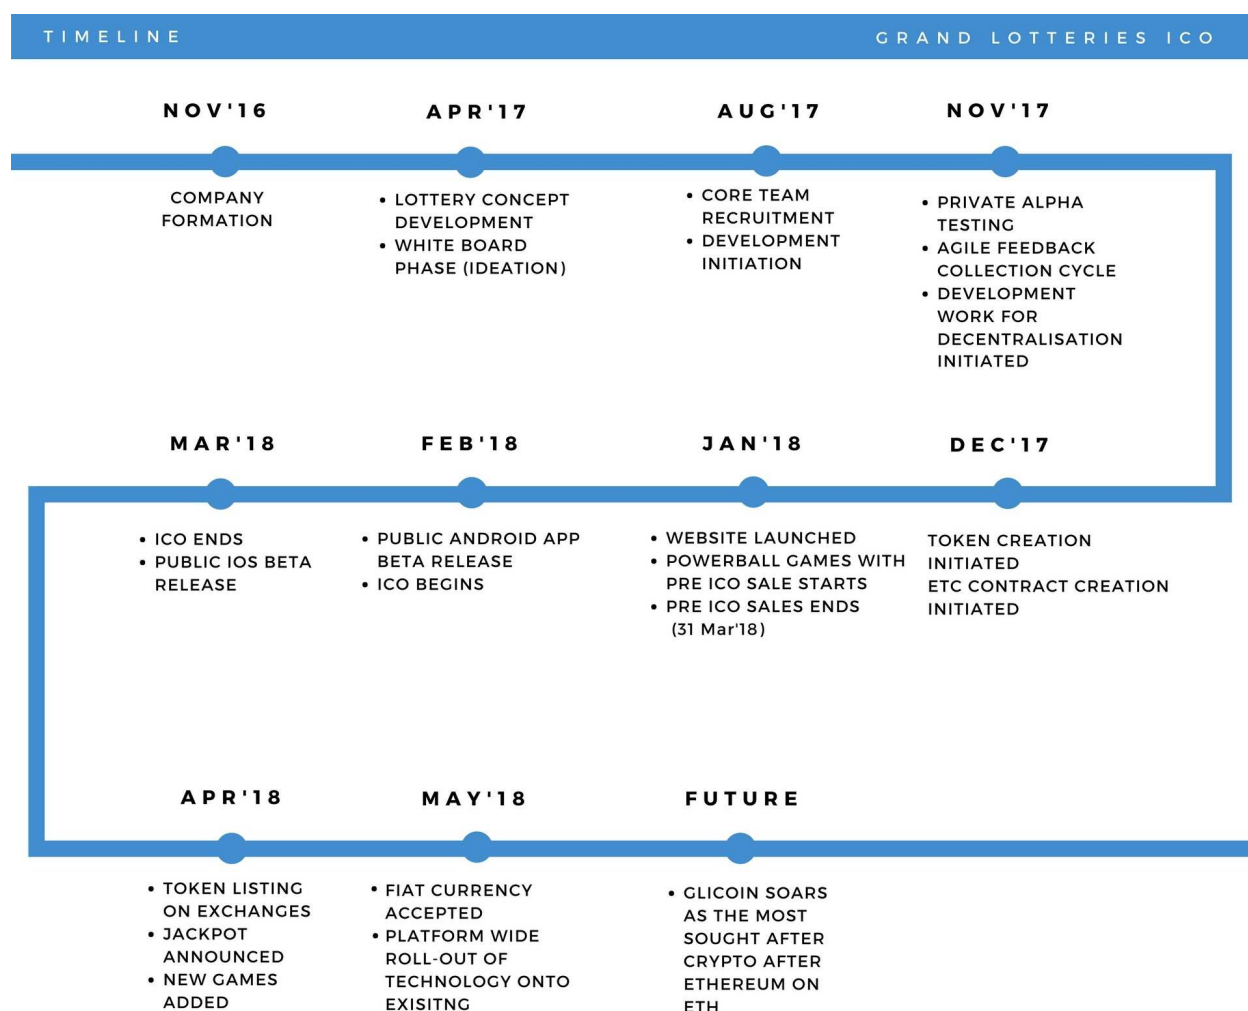 TIMELINE
GRAND LOTTERIES ICO
NOV'16
COMPANY
FORMATION
APR'17
• LOTTERY CONCEPT
DEVELOPMENT
• WHITE BOARD
PHASE (IDEATION)
AUG'17
• CORE TEAM
RECRUITMENT
• DEVELOPMENT
INITIATION
NOV'17
• PRIVATE ALPHA
TESTING
• AGILE FEEDBACK
COLLECTION CYCLE
• DEVELOPMENT
WORK FOR
DECENTRALISATION
INITIATED
DEC'17
TOKEN CREATION
INITIATED
ETC CONTRACT CREATION
INITIATED
JAN'18
• WEBSITE LAUNCHED
• POWERBALL GAMES WITH
PRE ICO SALE STARTS
• PRE ICO SALES ENDS
(31 Mar'18)
FEB'18
• PUBLIC ANDROID APP
BETA RELEASE
• ICO BEGINS
MAR'18
• ICO ENDS
• PUBLIC IOS BETA
RELEASE
APR'18
• TOKEN LISTING
ON EXCHANGES
• JACKPOT
ANNOUNCED
• NEW GAMES
ADDED
MAY'18
• FIAT CURRENCY
ACCEPTED
• PLATFORM WIDE
ROLL-OUT OF
TECHNOLOGY ONTO
EXISITNG
FUTURE
• GLICOIN SOARS
AS THE MOST
SOUGHT AFTER
CRYPTO AFTER
ETHEREUM ON
ETH